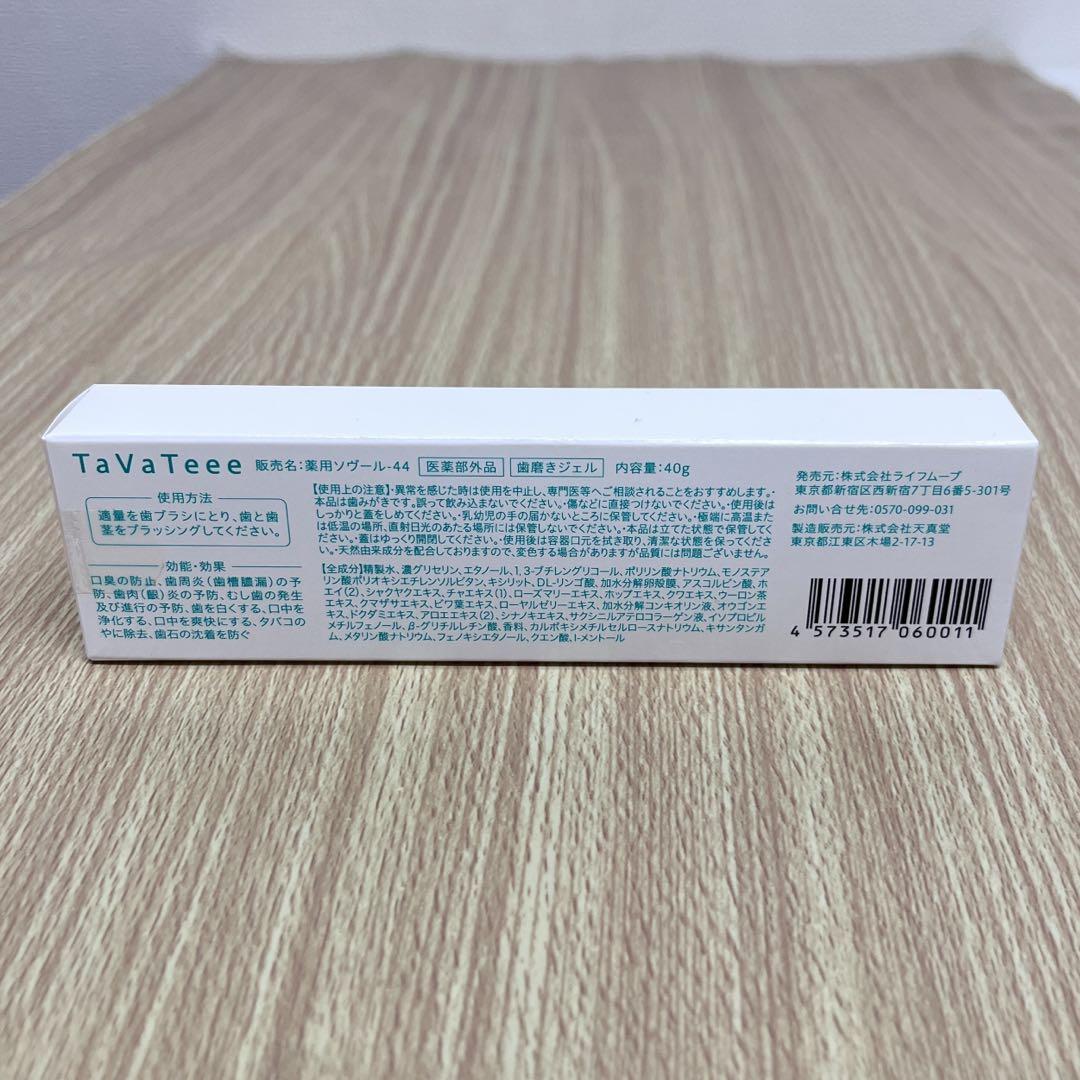 TaVaTeee 販売名:薬用ソヴール-44 医薬部外品 歯磨きジェル 内容量:40g
使用方法
適量を歯ブラシにとり、歯と歯
茎をブラッシングしてください。
効能・効果
口臭の防止、歯周炎(歯槽膿漏)の予
防、歯肉(齦)炎の予防、むし歯の発生
及び進行の予防、歯を白くする、口中を
浄化する、口中を爽快にする、タバコの
やに除去、歯石の沈着を防ぐ
【使用上の注意】・異常を感じた時は使用を中止し、専門医等へご相談されることをおすすめします。・
本品は歯みがきです。誤って飲み込まないでください。・傷などに直接つけないでください。・使用後は
しっかりと蓋をしめてください。・乳幼児の手の届かないところに保管してください。・極端に高温また
は低温の場所、直射日光のあたる場所には保管しないでください。・本品は立てた状態で保管してくだ
さい。・蓋はゆっくり開閉してください。・使用後は容器口元を拭き取り、清潔な状態を保ってくださ
い。・天然由来成分を配合しておりますので、変色する場合がありますが品質には問題ございません。
【全成分】精製水、濃グリセリン、エタノール、1,3-ブチレングリコール、ポリリン酸ナトリウム、モノステア
リン酸ポリオキシエチレンソルビタン、キシリット、DL-リンゴ酸、加水分解卵殻膜、アスコルビン酸、ホ
エイ(2)、シャクヤクエキス、チャエキス(1)、ローズマリーエキス、ホップエキス、クワエキス、ウーロン茶
エキス、クマザサエキス、ビワ葉エキス、ローヤルゼリーエキス、加水分解コンキオリン液、オウゴンエ
キス、ドクダミエキス、アロエエキス(2)、シナノキエキス、サクシニルアテロコラーゲン液、イソプロピル
メチルフェノール、β-グリチルレチン酸、香料、カルボキシメチルセルロースナトリウム、キサンタンガ
ム、メタリン酸ナトリウム、フェノキシエタノール、クエン酸、l-メントール
発売元:株式会社ライフムーブ
東京都新宿区西新宿7丁目6番5-301号
お問い合せ先:0570-099-031
製造販売元:株式会社天真堂
東京都江東区木場2-17-13
4 573517 060011